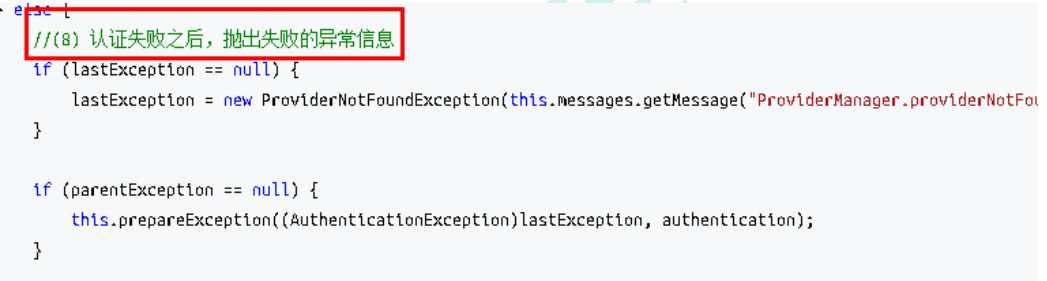 else {
//(8) 认证失败之后，抛出失败的异常信息
if (lastException == null) {
lastException = new ProviderNotFoundException(this.messages.getMessage("ProviderManager.providerNotFou
}
if (parentException == null) {
this.prepareException((AuthenticationException)lastException, authentication);
}